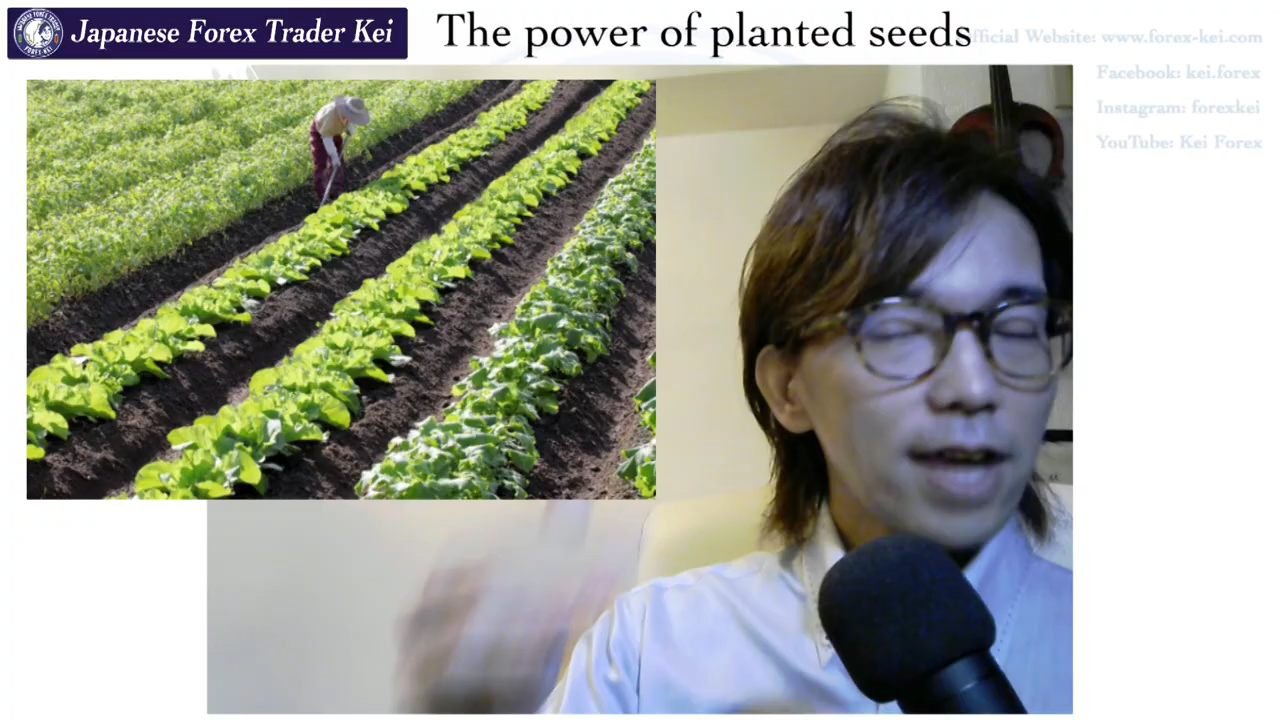 Japanese Forex Trader Kei
The power of planted seeds
fficial Website: www.forex-kei.com
Facebook: kei.forex
Instagram: forexkei
YouTube: Kei Forex